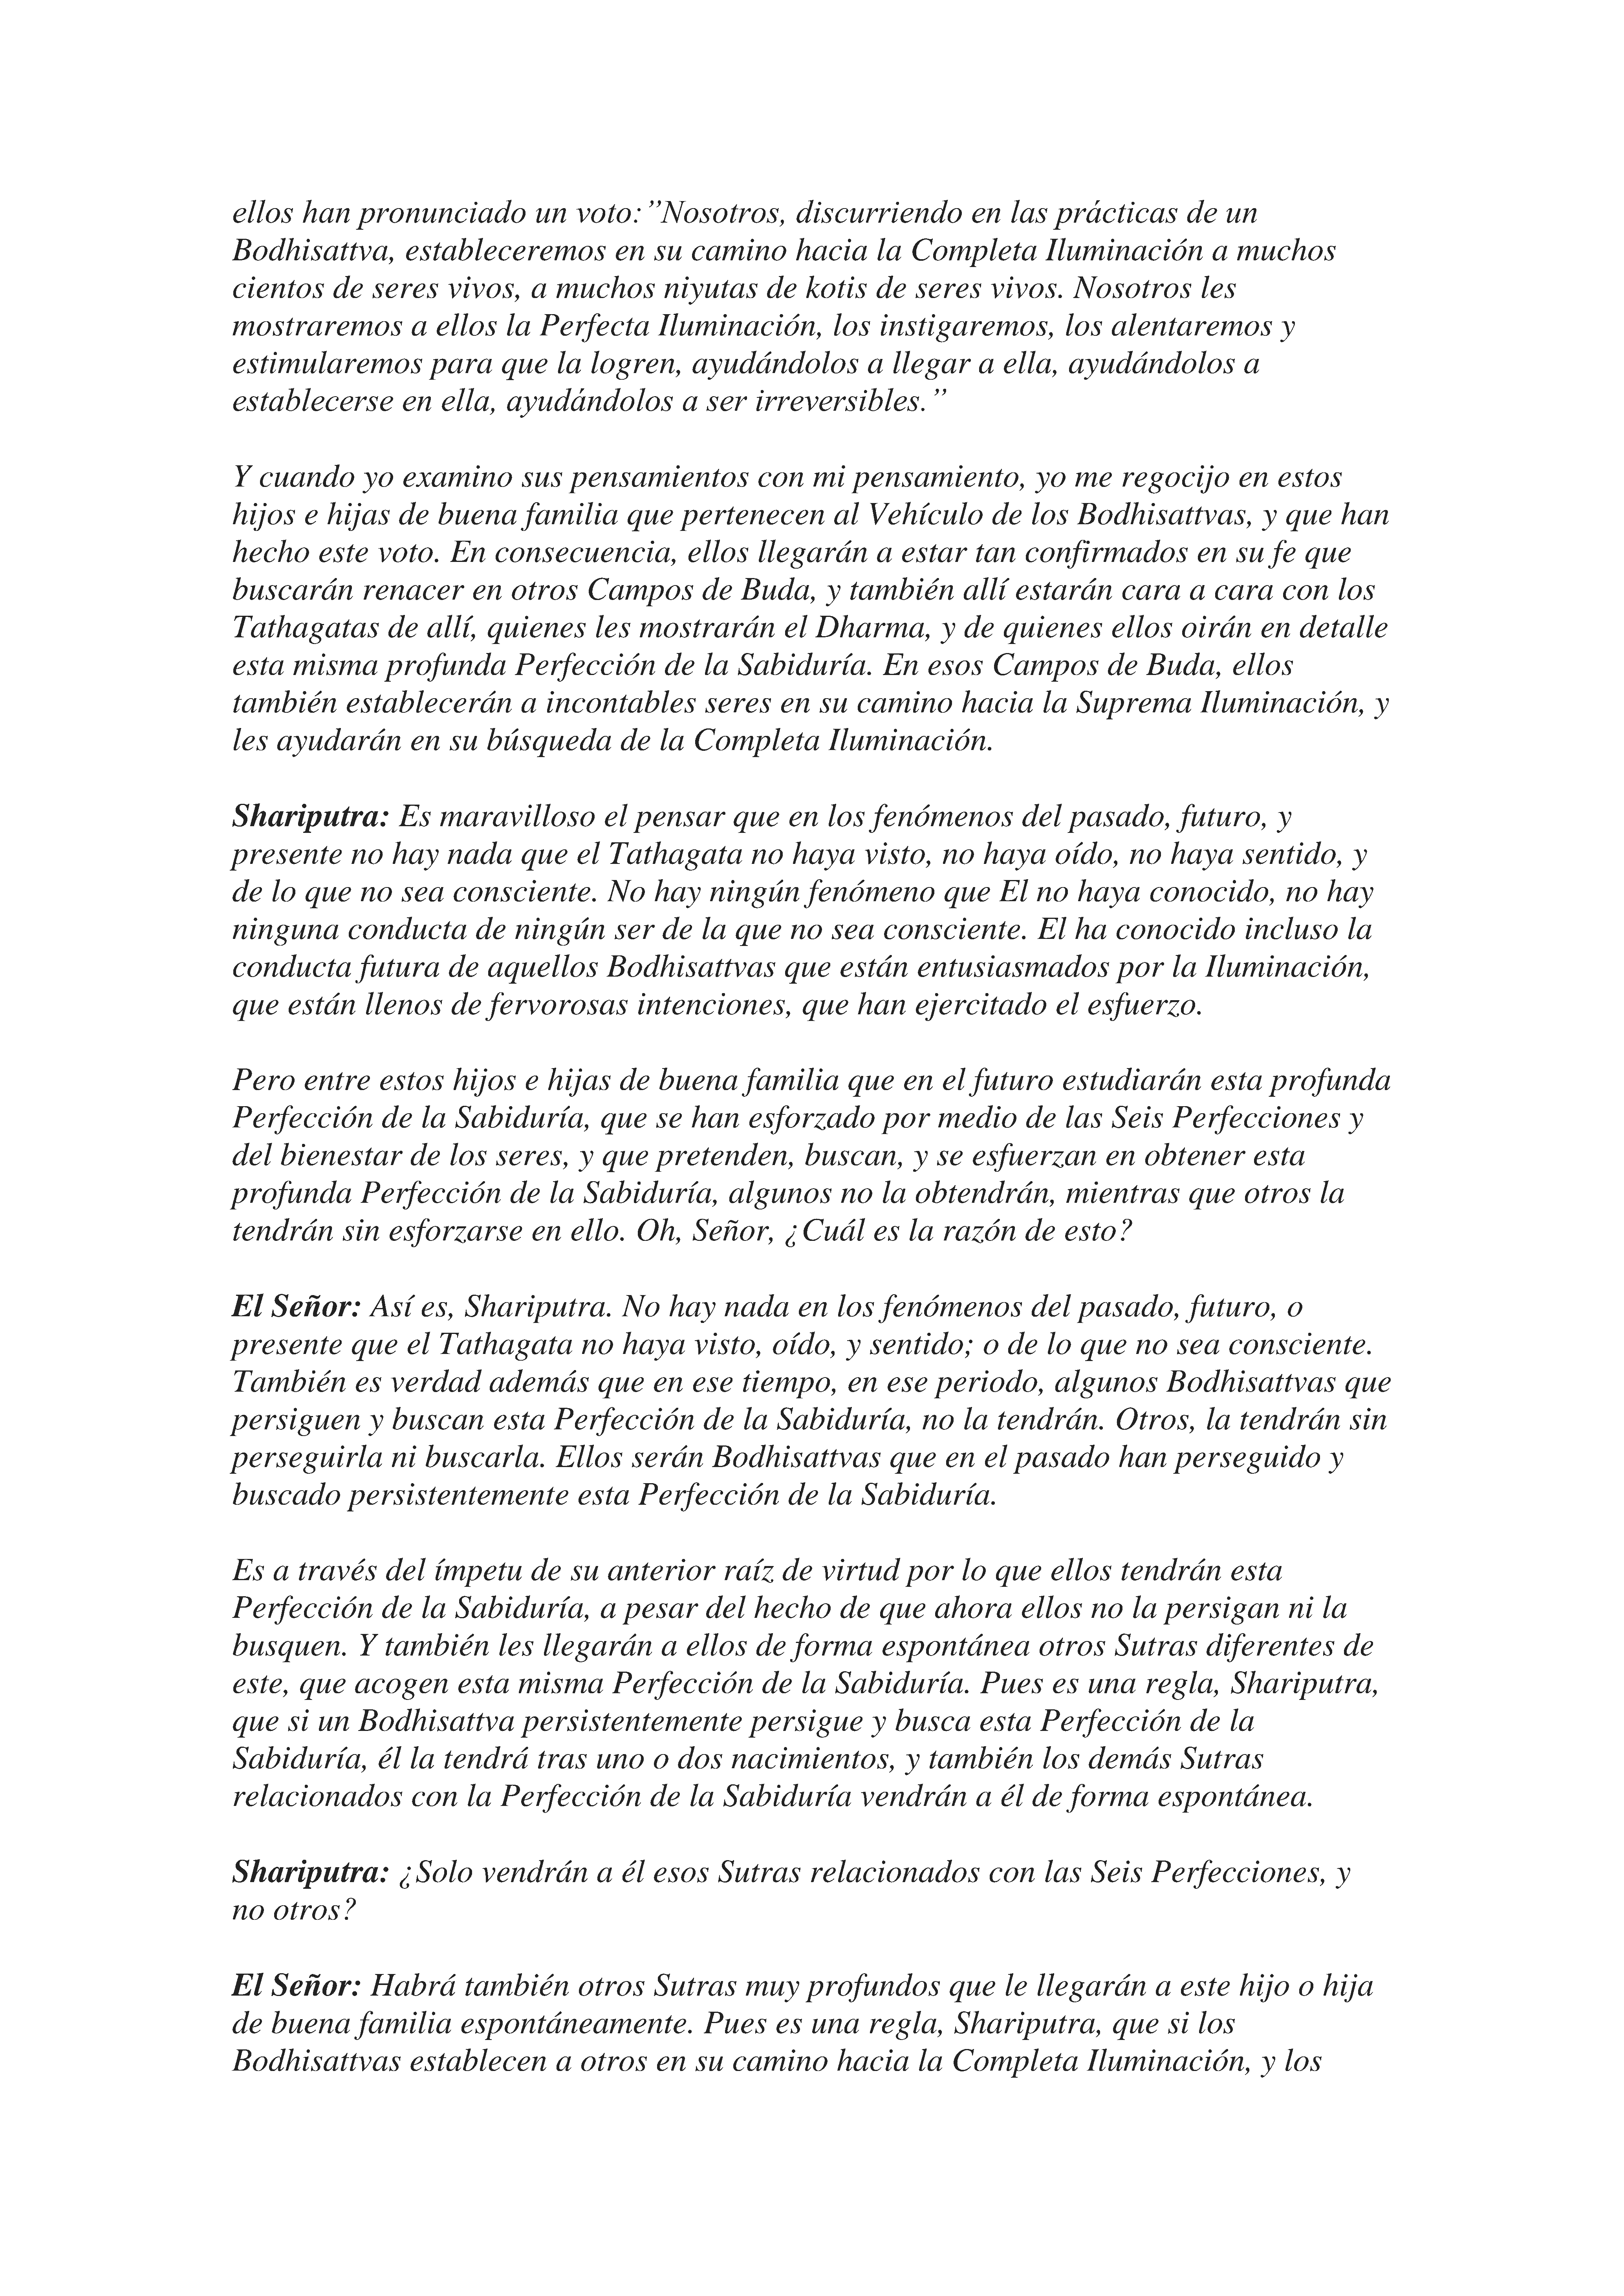 ellos han pronunciado un voto:”Nosotros, discurriendo en las prácticas de un
Bodhisattva, estableceremos en su camino hacia la Completa Iluminación a muchos
cientos de seres vivos, a muchos niyutas de kotis de seres vivos. Nosotros les
mostraremos a ellos la Perfecta Iluminación, los instigaremos, los alentaremos y
estimularemos para que la logren, ayudándolos a llegar a ella, ayudándolos a
establecerse en ella, ayudándolos a ser irreversibles.”
Y cuando yo examino sus pensamientos con mi pensamiento, yo me regocijo en estos
hijos e hijas de buena familia que pertenecen al Vehículo de los Bodhisattvas, y que han
hecho este voto. En consecuencia, ellos llegarán a estar tan confirmados en su fe que
buscarán renacer en otros Campos de Buda, y también allí estarán cara a cara con los
Tathagatas de allí, quienes les mostrarán el Dharma, y de quienes ellos oirán en detalle
esta misma profunda Perfección de la Sabiduría. En esos Campos de Buda, ellos
también establecerán a incontables seres en su camino hacia la Suprema Iluminación, y
les ayudarán en su búsqueda de la Completa Iluminación.
Shariputra: Es maravilloso el pensar que en los fenómenos del pasado, futuro, y
presente no hay nada que el Tathagata no haya visto, no haya oído, no haya sentido, y
de lo que no sea consciente. No hay ningún fenómeno que El no haya conocido, no hay
ninguna conducta de ningún ser de la que no sea consciente. El ha conocido incluso la
conducta futura de aquellos Bodhisattvas que están entusiasmados por la Iluminación,
que están llenos de fervorosas intenciones, que han ejercitado el esfuerzo.
Pero entre estos hijos e hijas de buena familia que en el futuro estudiarán esta profunda
Perfección de la Sabiduría, que se han esforzado por medio de las Seis Perfecciones y
del bienestar de los seres, y que pretenden, buscan, y se esfuerzan en obtener esta
profunda Perfección de la Sabiduría, algunos no la obtendrán, mientras que otros la
tendrán sin esforzarse en ello. Oh, Señor, ¿Cuál es la razón de esto?
El Señor: Así es, Shariputra. No hay nada en los fenómenos del pasado, futuro, o
presente que el Tathagata no haya visto, oído, y sentido; o de lo que no sea consciente.
También es verdad además que en ese tiempo, en ese periodo, algunos Bodhisattvas que
persiguen y buscan esta Perfección de la Sabiduría, no la tendrán. Otros, la tendrán sin
perseguirla ni buscarla. Ellos serán Bodhisattvas que en el pasado han perseguido y
buscado persistentemente esta Perfección de la Sabiduría.
Es a través del ímpetu de su anterior raíz de virtud por lo que ellos tendrán esta
Perfección de la Sabiduría, a pesar del hecho de que ahora ellos no la persigan ni la
busquen. Y también les llegarán a ellos de forma espontánea otros Sutras diferentes de
este, que acogen esta misma Perfección de la Sabiduría. Pues es una regla, Shariputra,
que si un Bodhisattva persistentemente persigue y busca esta Perfección de la
Sabiduría, él la tendrá tras uno o dos nacimientos, y también los demás Sutras
relacionados con la Perfección de la Sabiduría vendrán a él de forma espontánea.
Shariputra: ¿Solo vendrán a él esos Sutras relacionados con las Seis Perfecciones, y
no otros?
El Señor: Habrá también otros Sutras muy profundos que le llegarán a este hijo o hija
de buena familia espontáneamente. Pues es una regla, Shariputra, que si los
Bodhisattvas establecen a otros en su camino hacia la Completa Iluminación, y los